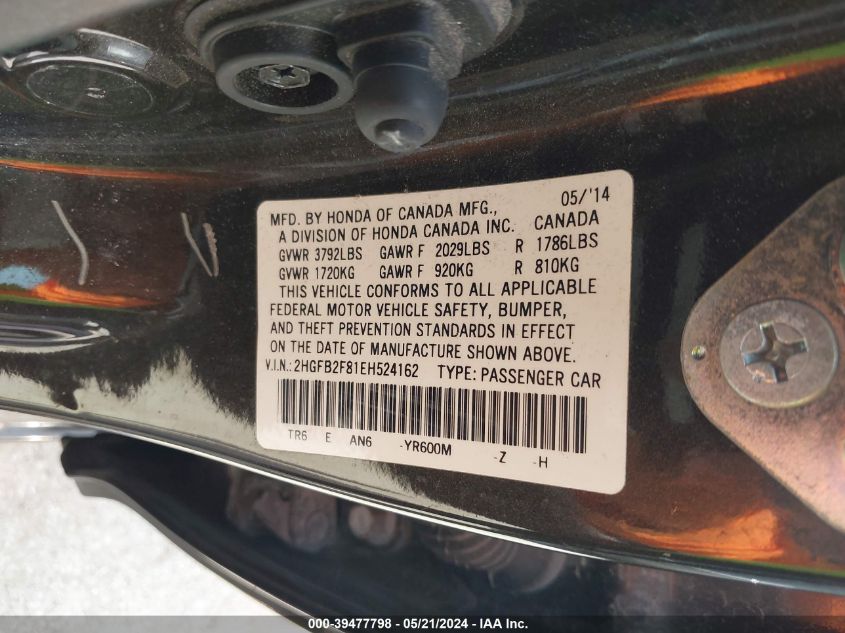 05/'14
MFD. BY HONDA OF CANADA MFG.,
A DIVISION OF HONDA CANADA INC. CANADA
GVWR 3792LBS GAWR F 2029LBS R 1786LBS
GVWR 1720KG GAWR F 920KG R 810KG
THIS VEHICLE CONFORMS TO ALL APPLICABLE
FEDERAL MOTOR VEHICLE SAFETY, BUMPER,
AND THEFT PREVENTION STANDARDS IN EFFECT
ON THE DATE OF MANUFACTURE SHOWN ABOVE.
V.I.N.: 2HGFB2F81EH524162 TYPE: PASSENGER CAR
TR6 E AN6 -YR600M -Z -H
000-39477798 - 05/21/2024 - IAA Inc.